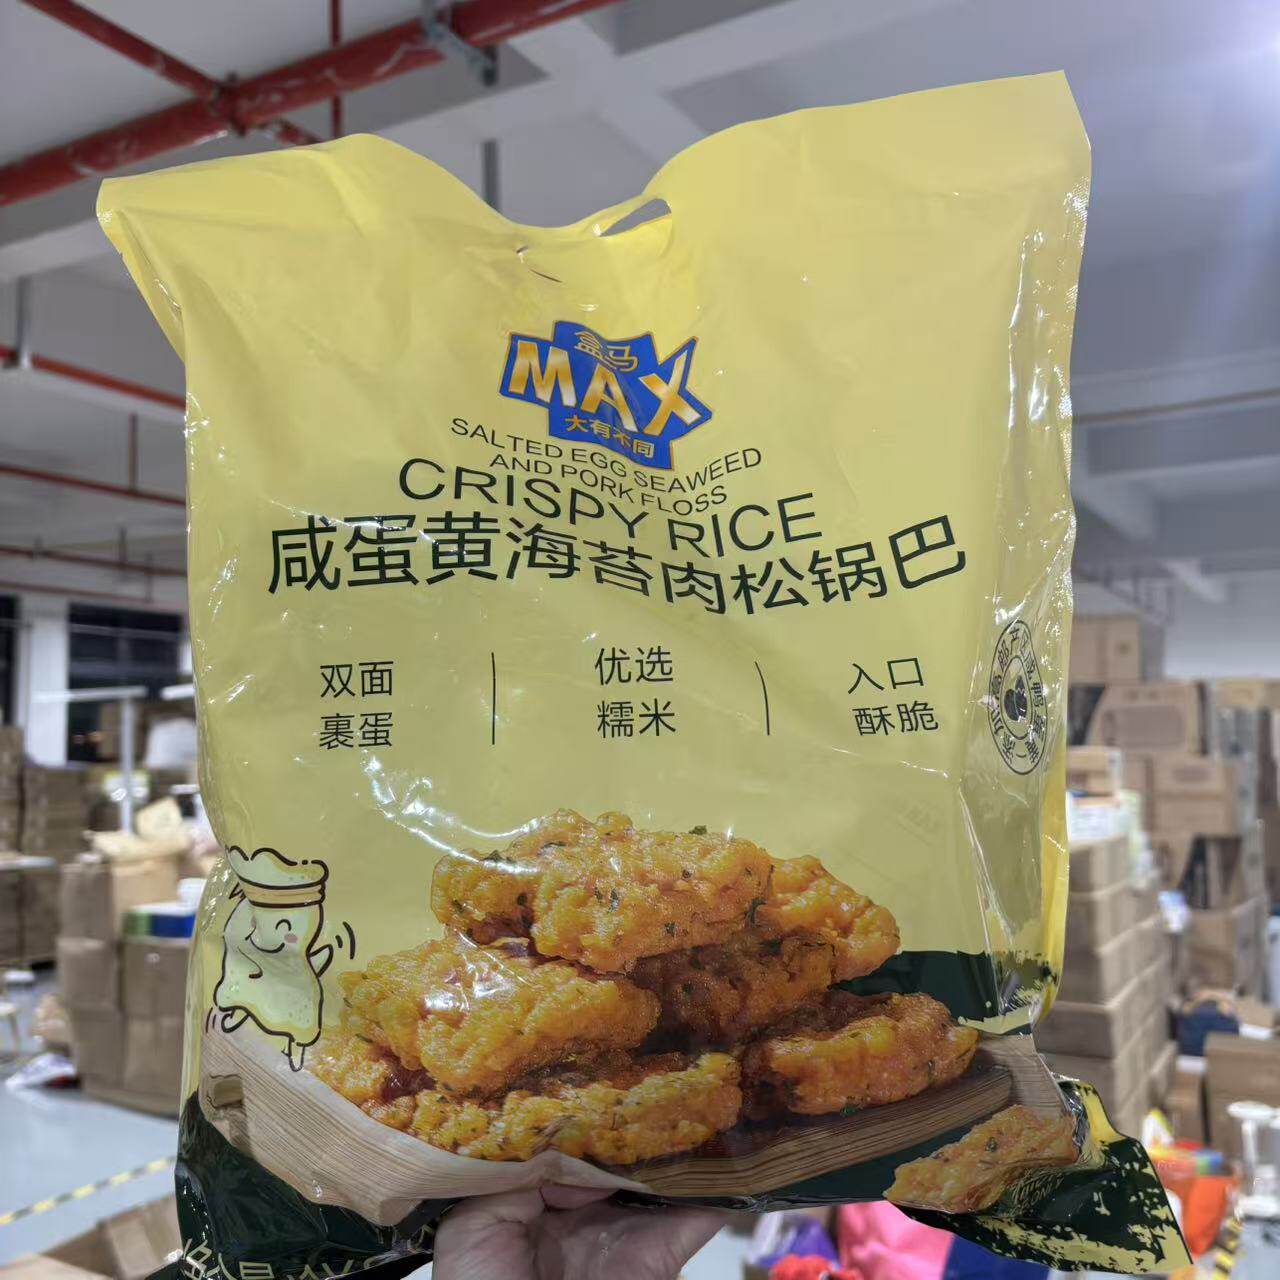 盒马
MAX
大有不同
SALTED EGG SEAWEED
AND PORK FLOSS
CRISPY RICE
咸蛋黄海苔肉松锅巴
双面
裹蛋
优选
糯米
入口
酥脆